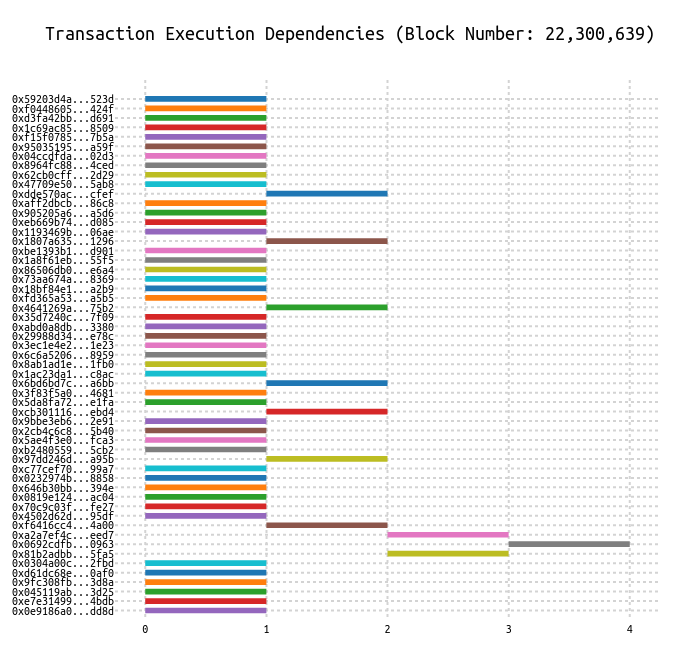 Transaction Execution Dependencies (Block Number: 22,300,639)
0x59203d4a...523d
0xf0448605...424f
0xd3fa42bb...d691
0x1c69ac85...8509
0xf15f0785...7b5a
0x95035195...a59f
0x04ccdfda...02d3
0x8964fc88...4ced
0x62cb0cff...2d29
0x47709e50...5ab8
0xdde570ac...cfef
0xaff2dbcb...86c8
0x905205a6...a5d6
0xeb669b74...d085
0x1193469b...06ae
0x1807a635...1296
0xbe1393b1...d901
0x1a8f61eb...55f5
0x86506db0...e6a4
0x73aa674a...8369
0x18bf84e1...a2b9
0xfd365a53...a5b5
0x4641269a...75b2
0x35d7240c...7f09
0xabd0a8db...3380
0x29988d34...e78c
0x3ec1e4e2...1e23
0x6c6a5206...8959
0x8ab1ad1e...1fb0
0x1ac23da1...c8ac
0x6bd6bd7c...a6bb
0x3f83f5a0...4681
0x5da8fa72...e1fa
0xcb301116...ebd4
0x9bbe3eb6...2e91
0x2cb4c6c8...5b40
0x5ae4f3e0...fca3
0xb2480559...5cb2
0x97dd246d...a95b
0xc77cef70...99a7
0x0232974b...8858
0x646b30bb...394e
0x0819e124...ac04
0x70c9c03f...fe27
0x4502d62d...95df
0xf6416cc4...4a00
0xa2a7ef4c...eed7
0x0692cdfb...0963
0x81b2adbb...5fa5
0x0304a00c...2fbd
0xd61dc68e...0af0
0x9fc308fb...3d8a
0x045119ab...3d25
0xe7e31499...4bdb
0x0e9186a0...dd8d
0 1 2 3 4